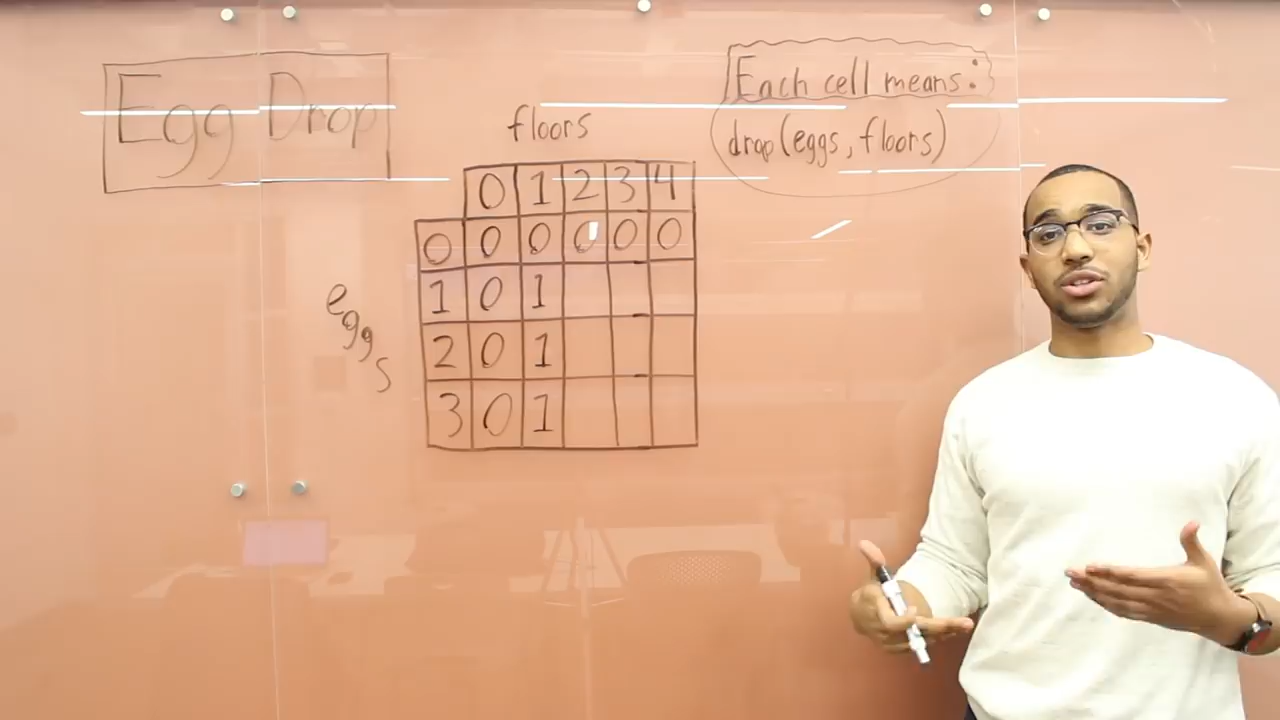 Egg Drop
Each cell means:
drop(eggs, floors)
floors
0 1 2 3 4
0 0 0 0 0 0
eggs
1 0 1
2 0 1
3 0 1